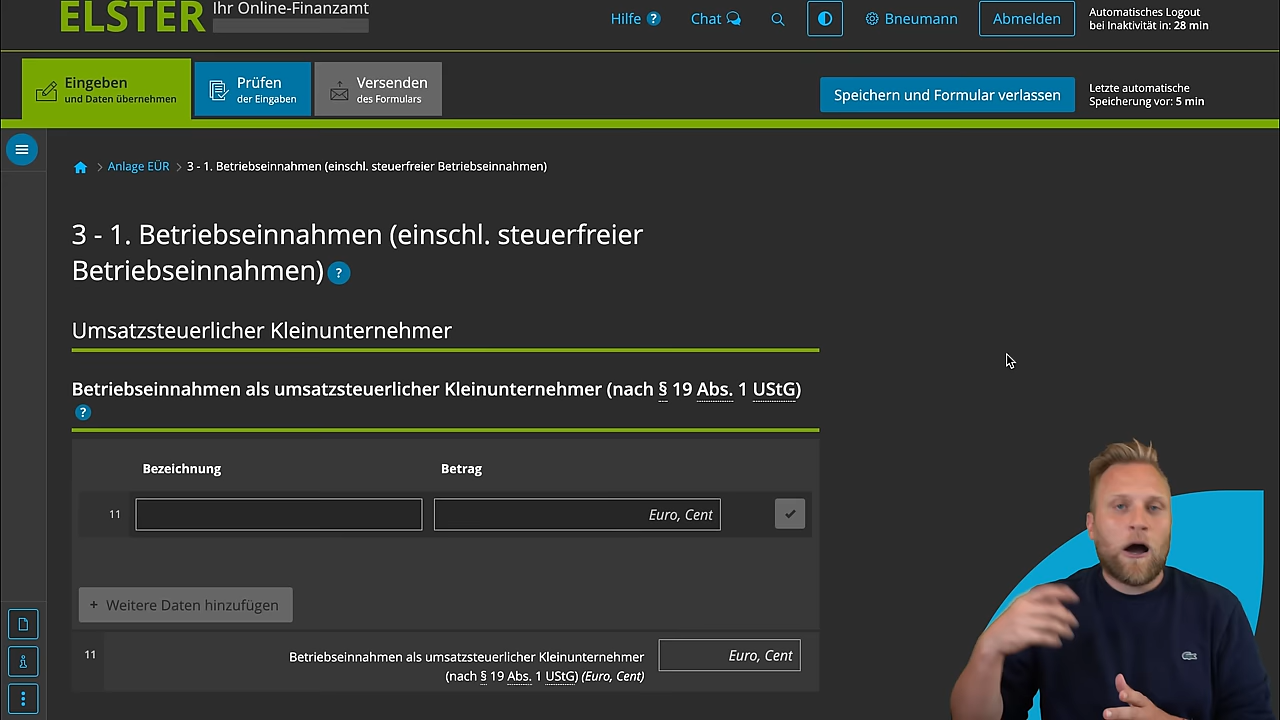 ELSTER
Ihr Online-Finanzamt
Hilfe ?
Chat
Bneumann
Abmelden
Automatisches Logout
bei Inaktivität in: 28 min
Eingeben
und Daten übernehmen
Prüfen
der Eingaben
Versenden
des Formulars
Speichern und Formular verlassen
Letzte automatische
Speicherung vor: 5 min
> Anlage EÜR > 3 - 1. Betriebseinnahmen (einschl. steuerfreier Betriebseinnahmen)
3 - 1. Betriebseinnahmen (einschl. steuerfreier
Betriebseinnahmen) ?
Umsatzsteuerlicher Kleinunternehmer
Betriebseinnahmen als umsatzsteuerlicher Kleinunternehmer (nach § 19 Abs. 1 UStG)
?
Bezeichnung Betrag
11 Euro, Cent
+ Weitere Daten hinzufügen
11 Betriebseinnahmen als umsatzsteuerlicher Kleinunternehmer Euro, Cent
(nach § 19 Abs. 1 UStG) (Euro, Cent)